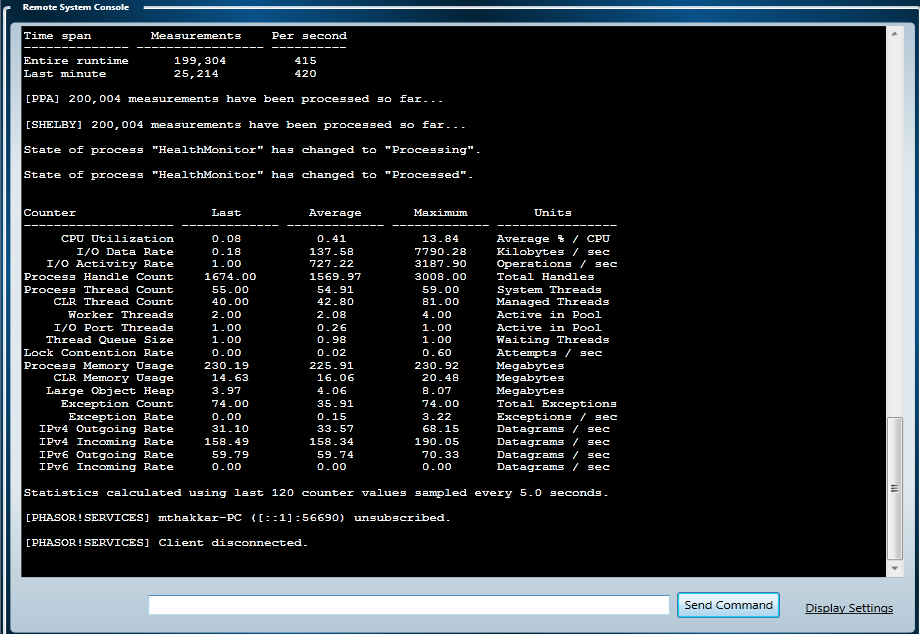 Remote System Console
Time span Measurements Per second
-------------- ----------------- ----------
Entire runtime 199,304 415
Last minute 25,214 420
[PPA] 200,004 measurements have been processed so far...
[SHELBY] 200,004 measurements have been processed so far...
State of process "HealthMonitor" has changed to "Processing".
State of process "HealthMonitor" has changed to "Processed".
Counter Last Average Maximum Units
-------------------- ------------- ------------- ------------- ----------------
CPU Utilization 0.08 0.41 13.84 Average % / CPU
I/O Data Rate 0.18 137.58 7790.28 Kilobytes / sec
I/O Activity Rate 1.00 727.22 3187.90 Operations / sec
Process Handle Count 1674.00 1569.97 3008.00 Total Handles
Process Thread Count 55.00 54.91 59.00 System Threads
CLR Thread Count 40.00 42.80 81.00 Managed Threads
Worker Threads 2.00 2.08 4.00 Active in Pool
I/O Port Threads 1.00 0.26 1.00 Active in Pool
Thread Queue Size 1.00 0.98 1.00 Waiting Threads
Lock Contention Rate 0.00 0.02 0.60 Attempts / sec
Process Memory Usage 230.19 225.91 230.92 Megabytes
CLR Memory Usage 14.63 16.06 20.48 Megabytes
Large Object Heap 3.97 4.06 8.07 Megabytes
Exception Count 74.00 35.91 74.00 Total Exceptions
Exception Rate 0.00 0.15 3.22 Exceptions / sec
IPv4 Outgoing Rate 31.10 33.57 68.15 Datagrams / sec
IPv4 Incoming Rate 158.49 158.34 190.05 Datagrams / sec
IPv6 Outgoing Rate 59.79 59.74 70.33 Datagrams / sec
IPv6 Incoming Rate 0.00 0.00 0.00 Datagrams / sec
Statistics calculated using last 120 counter values sampled every 5.0 seconds.
[PHASOR!SERVICES] mthakkar-PC ([::1]:56690) unsubscribed.
[PHASOR!SERVICES] Client disconnected.
Send Command
Display Settings